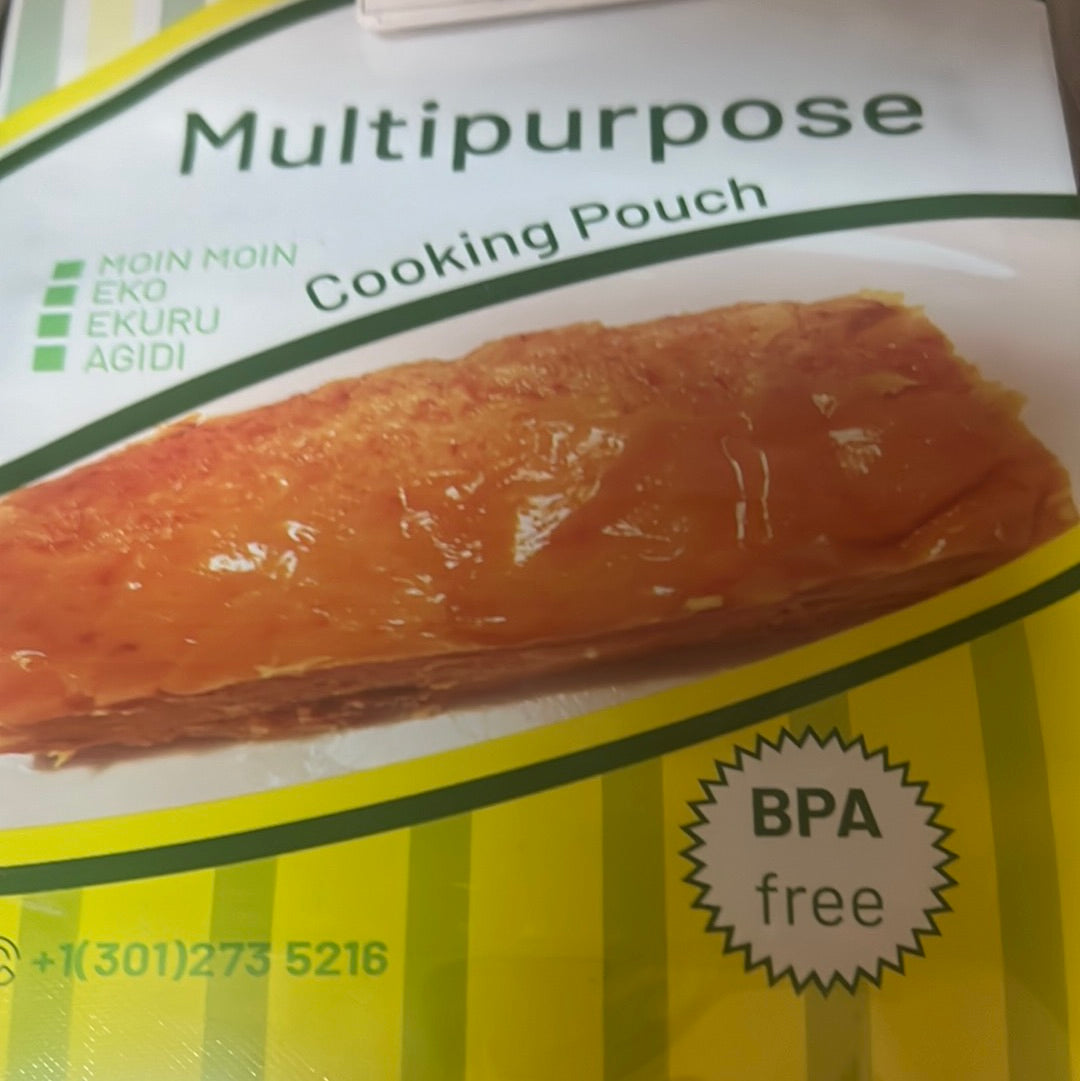 Multipurpose
Cooking Pouch
MOIN MOIN
EKO
EKURU
AGIDI
BPA
free
+1(301)273 5216